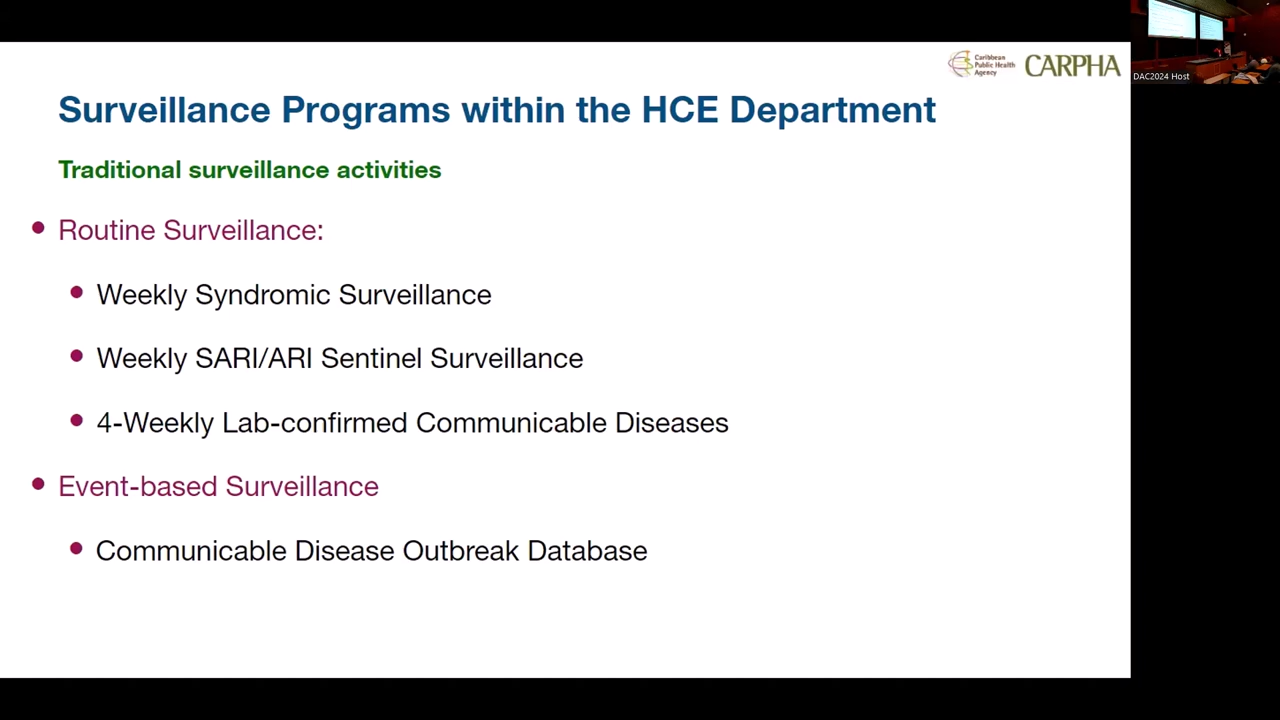 Caribbean
Public Health
Agency
CARPHA
DAC2024 Host
Surveillance Programs within the HCE Department
Traditional surveillance activities
• Routine Surveillance:
• Weekly Syndromic Surveillance
• Weekly SARI/ARI Sentinel Surveillance
• 4-Weekly Lab-confirmed Communicable Diseases
• Event-based Surveillance
• Communicable Disease Outbreak Database